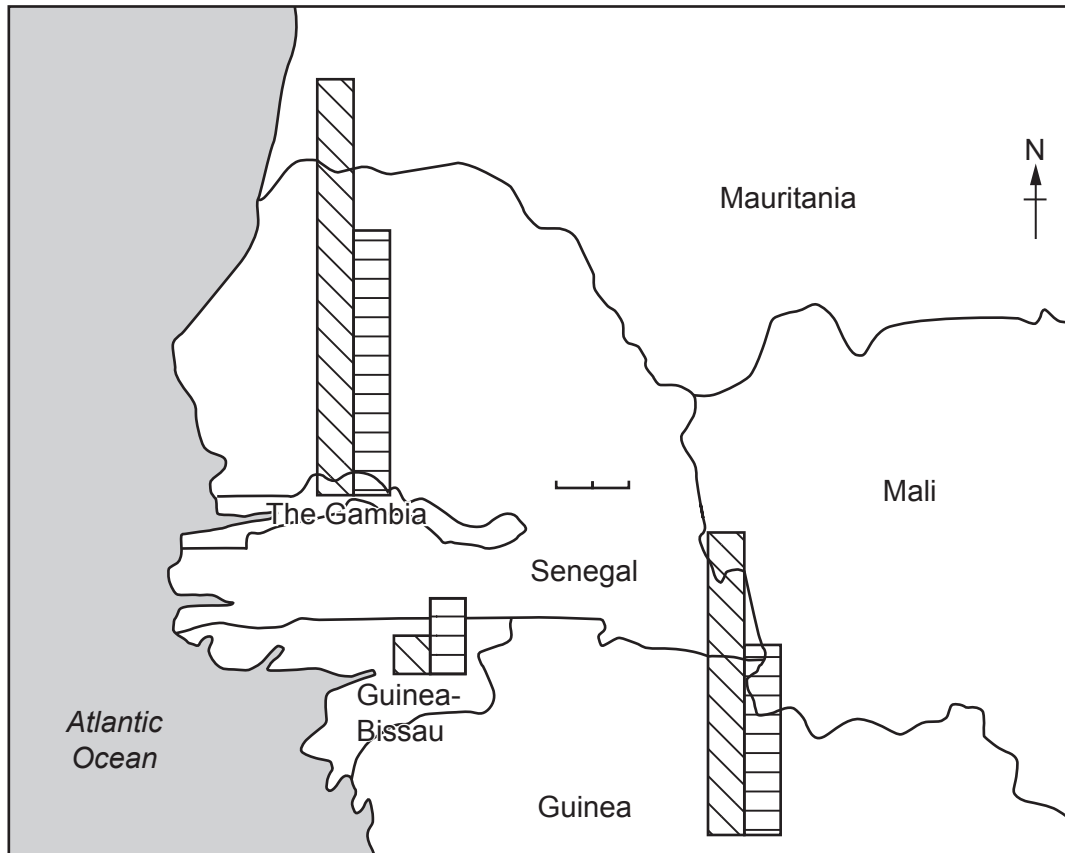 N
Mauritania
Mali
The Gambia
Senegal
Guinea-
Bissau
Atlantic
Ocean
Guinea